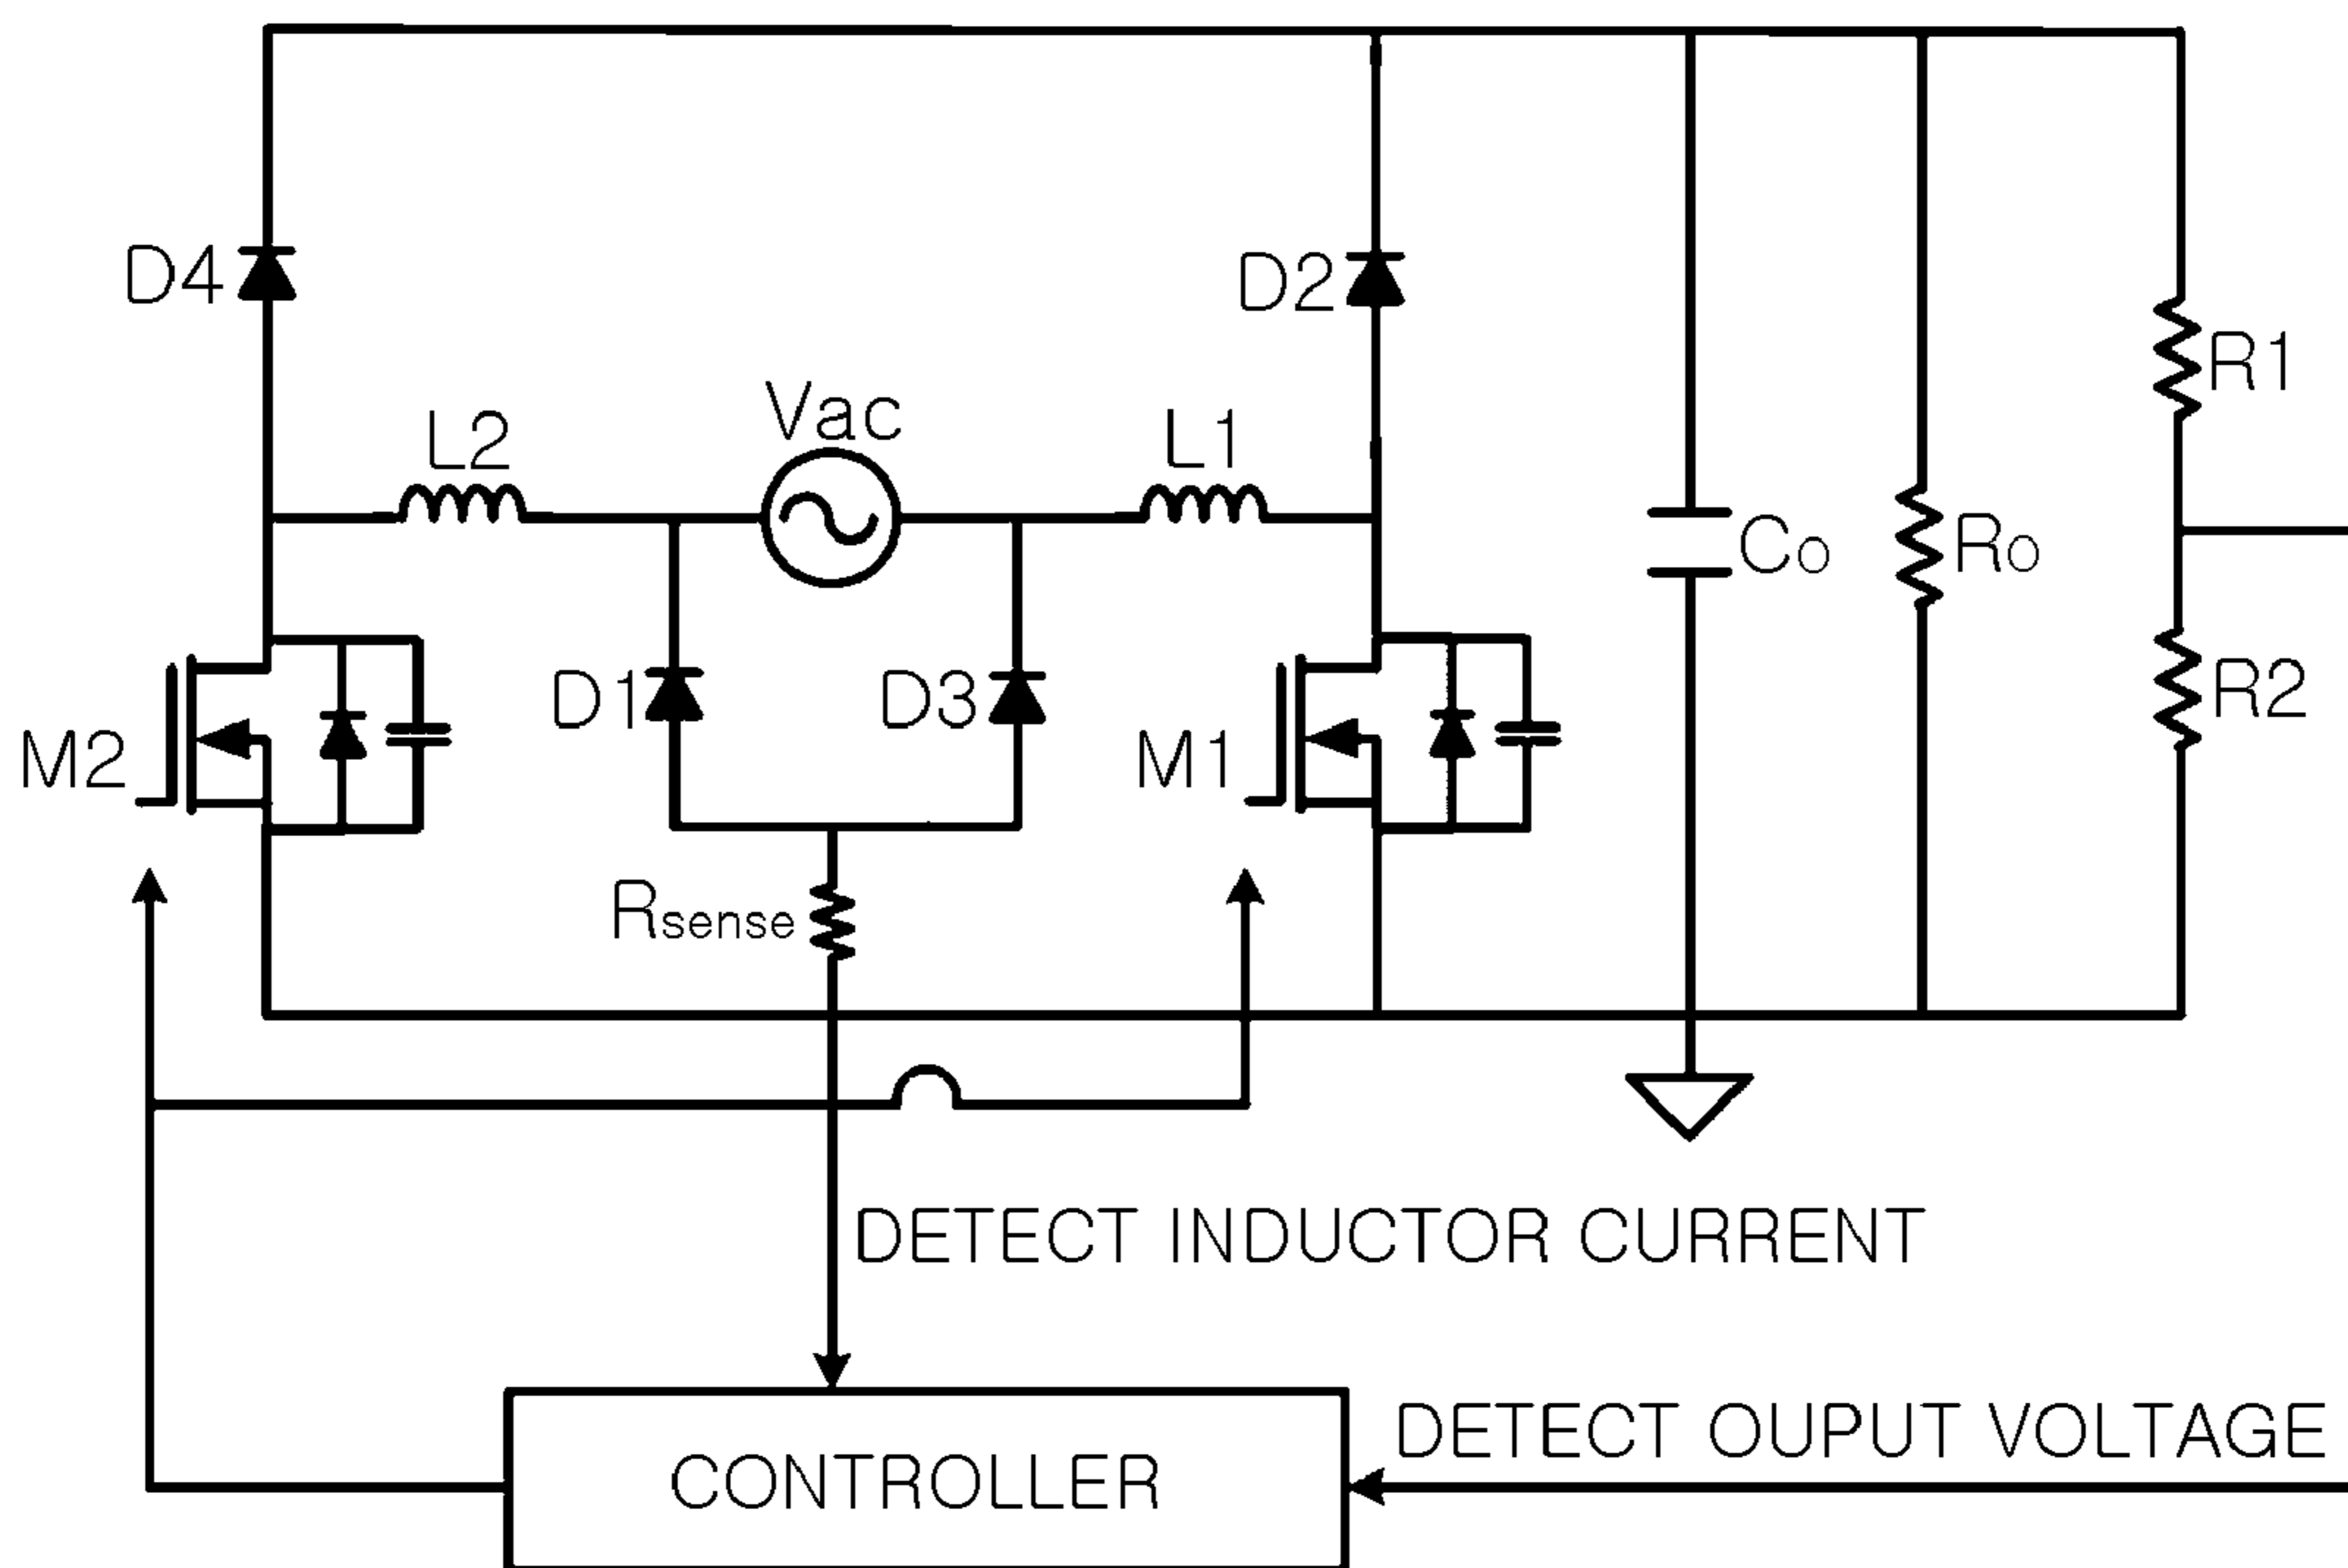 D4
D2
R1
L2
Vac
L1
Co
Ro
D1
D3
M2
M1
R2
Rsense
DETECT INDUCTOR CURRENT
DETECT OUPUT VOLTAGE
CONTROLLER